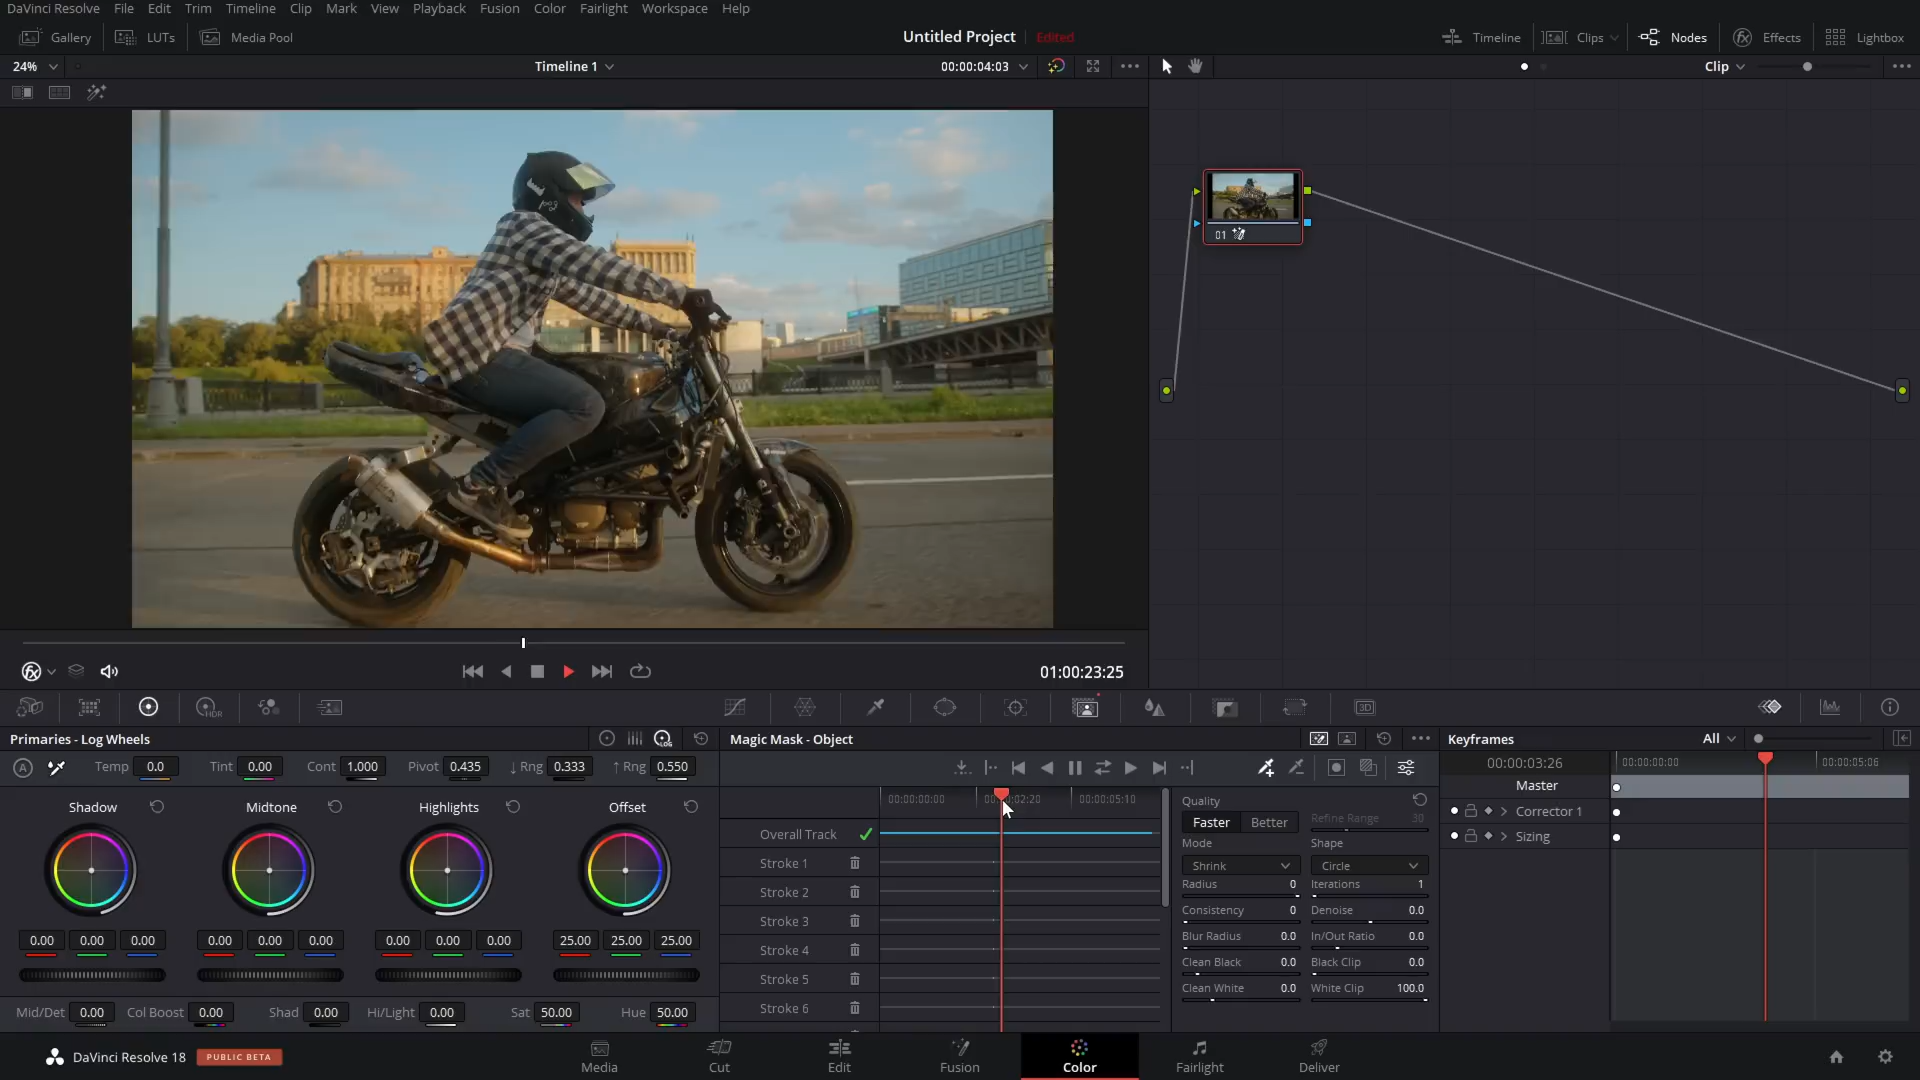 DaVinci Resolve File Edit Trim Timeline Clip Mark View Playback Fusion Color Fairlight Workspace Help
Gallery LUTs Media Pool Untitled Project Edited Timeline Clips Nodes Effects Lightbox
24% Timeline 1 00:00:04:03 Clip
01
01:00:23:25
HDR 3D
Primaries - Log Wheels LOG Magic Mask - Object Keyframes All
A Temp 0.0 Tint 0.00 Cont 1.000 Pivot 0.435 ↓ Rng 0.333 ↑ Rng 0.550 00:00:03:26 00:00:00:00 00:00:05:06
Master
Shadow Midtone Highlights Offset 00:00:00:00 00:00:02:20 00:00:05:10 Quality
Faster Better Refine Range 30 Corrector 1
Overall Track Mode Shape Sizing
Stroke 1 Shrink Circle
Stroke 2 Radius 0 Iterations 1
Stroke 3 Consistency 0 Denoise 0.0
0.00 0.00 0.00 0.00 0.00 0.00 0.00 0.00 0.00 25.00 25.00 25.00 Stroke 4 Blur Radius 0.0 In/Out Ratio 0.0
Stroke 5 Clean Black 0.0 Black Clip 0.0
Stroke 6 Clean White 0.0 White Clip 100.0
Mid/Det 0.00 Col Boost 0.00 Shad 0.00 Hi/Light 0.00 Sat 50.00 Hue 50.00
DaVinci Resolve 18 PUBLIC BETA Media Cut Edit Fusion Color Fairlight Deliver